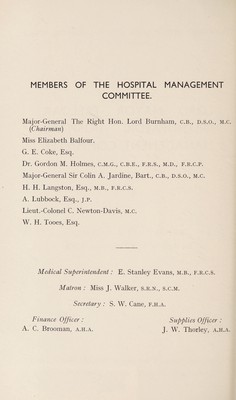 MEMBERS OF THE HOSPITAL MANAGEMENT
COMMITTEE.
Major-General The Right Hon. Lord Burnham, C.B., D.S.O., M.C.
(Chairman)
Miss Elizabeth Balfour.
G. E. Coke, Esq.
Dr. Gordon M. Holmes, C.M.G., C.B.E., F.R.S., M.D., F.R.C.P.
Major-General Sir Colin A. Jardine, Bart., C.B., D.S.O., M.C.
H. H. Langston, Esq., M.B., F.R.C.S.
A. Lubbock, Esq., J.P.
Lieut.-Colonel C. Newton-Davis, M.C.
W. H. Tooes, Esq.
Medical Superintendent : E. Stanley Evans, M.B., F.R.C.S.
Matron : Miss J. Walker, S.R.N., S.C.M.
Secretary : S. W. Cane, F.H.A.
Finance Officer : Supplies Officer :
A. C. Brooman, A.H.A. J. W. Thorley, A.H.A.